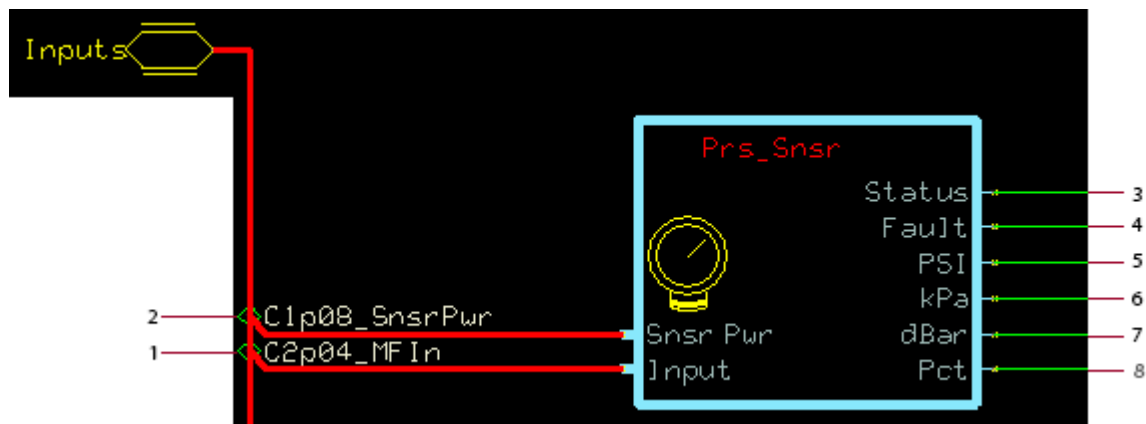 Inputs
Prs_Snsr
Status 3
Fault 4
PSI 5
kPa 6
2 C1p08_SnsrPwr
Snsr Pwr dBar 7
1 C2p04_MFIn
Input Pct 8